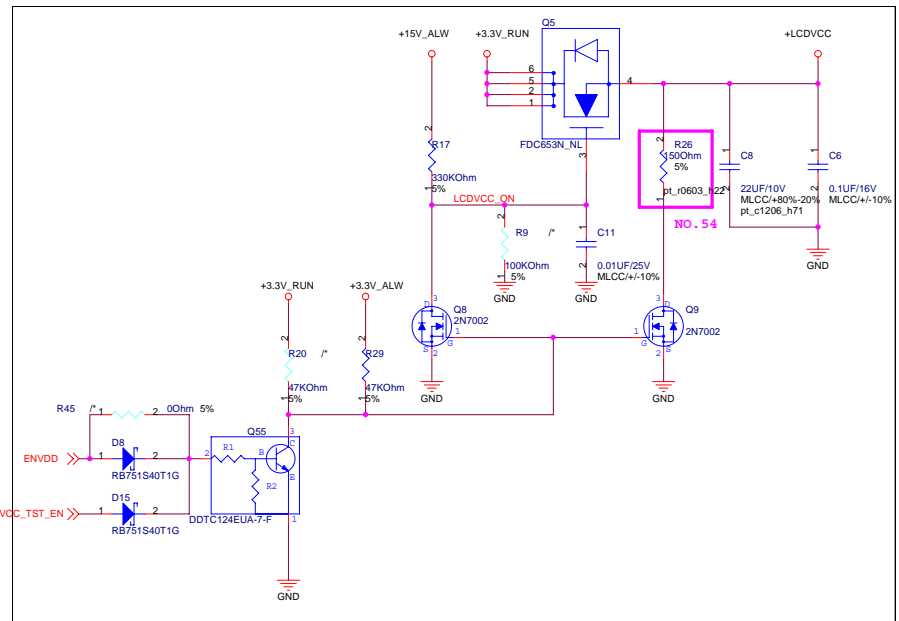 Q5
+15V_ALW +3.3V_RUN +LCDVCC
6
5 4
2
1
FDC653N_NL
3
2
R17
330KOhm
5%
1
LCDVCC_ON
2
R26
150Ohm
5%
pt_r0603_h22
1
NO.54
1
C8
2
22UF/10V
MLCC/+80%-20%
pt_c1206_h71
1
C6
2
0.1UF/16V
MLCC/+/-10%
GND
2
R9 /*
100KOhm
1 5%
GND
1
C11
2
0.01UF/25V
MLCC/+/-10%
GND
+3.3V_RUN +3.3V_ALW
3
D Q8
2N7002
1
G
S 2
GND
3
D Q9
2N7002
1
G
S 2
GND
2
R20 /*
47KOhm
1 5%
2
R29
47KOhm
1 5%
R45 /* 1 2 0Ohm 5%
D8
ENVDD 1 2
RB751S40T1G
D15
VCC_TST_EN 1 2
RB751S40T1G
Q55
3
C
2 R1 B
E
R2
1
DDTC124EUA-7-F
GND